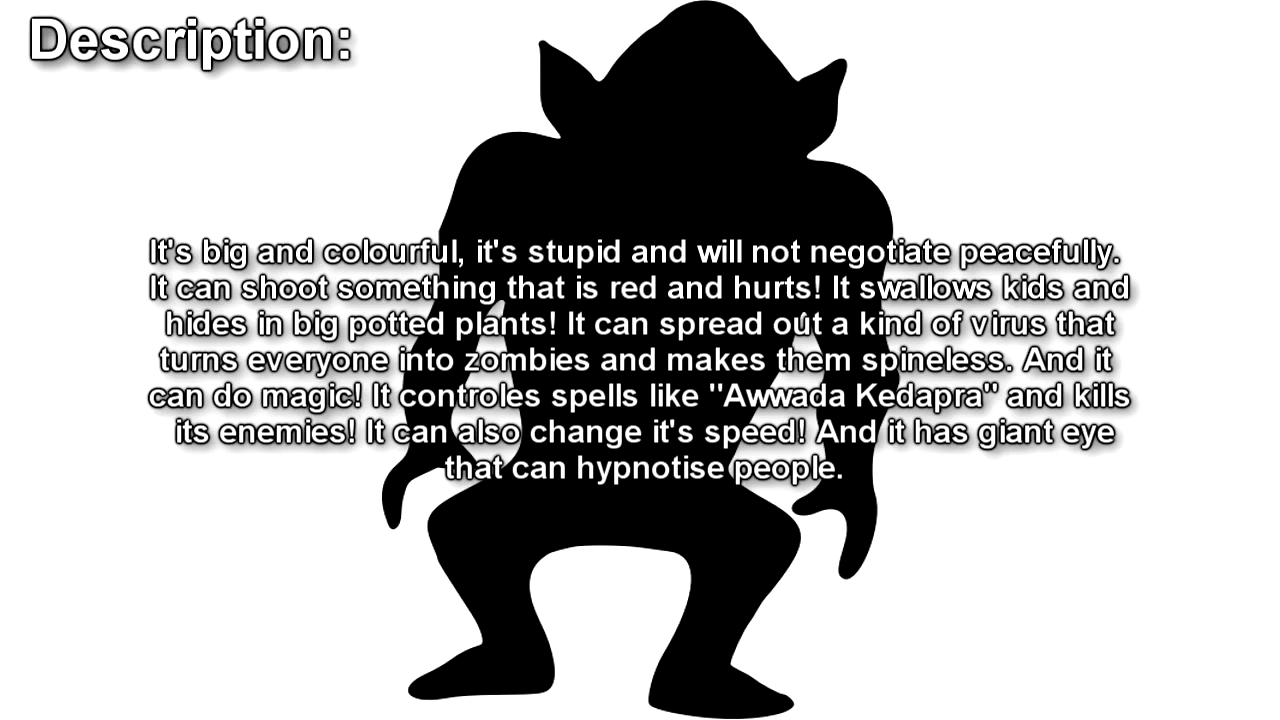 Description:
It's big and colourful, it's stupid and will not negotiate peacefully.
It can shoot something that is red and hurts! It swallows kids and
hides in big potted plants! It can spread out a kind of virus that
turns everyone into zombies and makes them spineless. And it
can do magic! It controles spells like "Awwada Kedapra" and kills
its enemies! It can also change it's speed! And it has giant eye
that can hypnotise people.